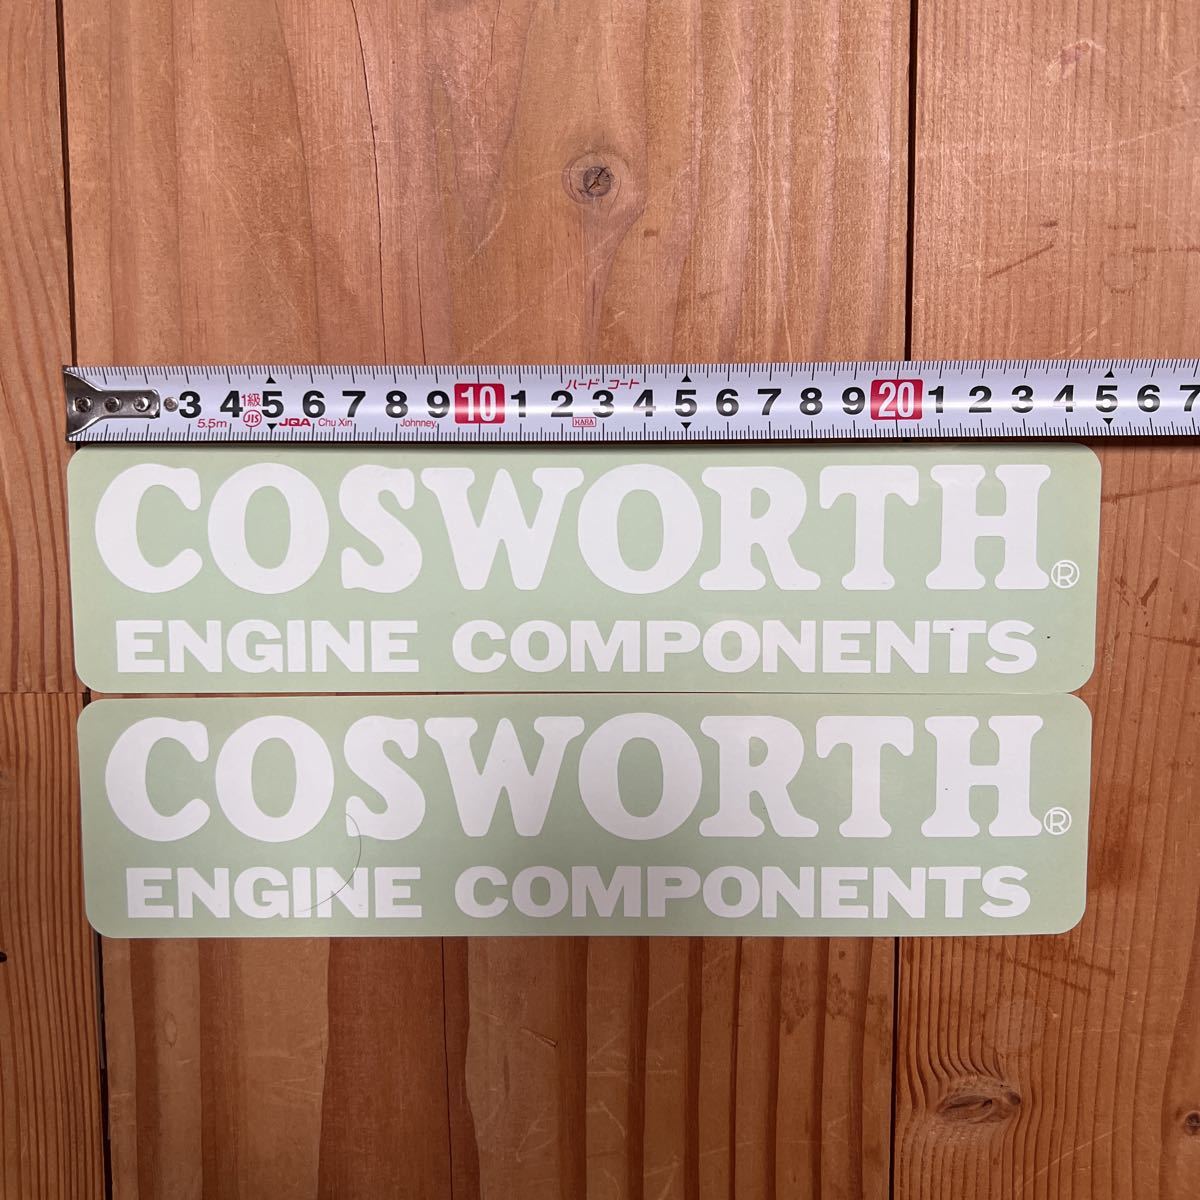 3 4 5 6 7 8 9 10 1 2 3 4 5 6 7 8 9 20 1 2 3 4 5 6 7
ハード コート
1級
5.5m JIS JQA Chu Xin Johnney HARA
COSWORTH®
ENGINE COMPONENTS
COSWORTH®
ENGINE COMPONENTS